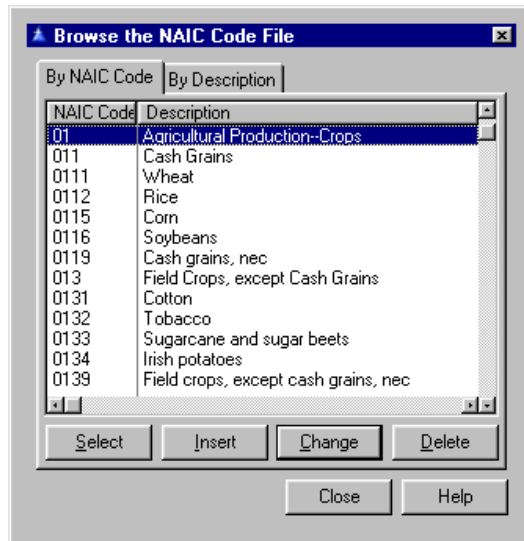 Browse the NAIC Code File
By NAIC Code By Description
NAIC Code Description
01 Agricultural Production--Crops
011 Cash Grains
0111 Wheat
0112 Rice
0115 Corn
0116 Soybeans
0119 Cash grains, nec
013 Field Crops, except Cash Grains
0131 Cotton
0132 Tobacco
0133 Sugarcane and sugar beets
0134 Irish potatoes
0139 Field crops, except cash grains, nec
Select Insert Change Delete
Close Help